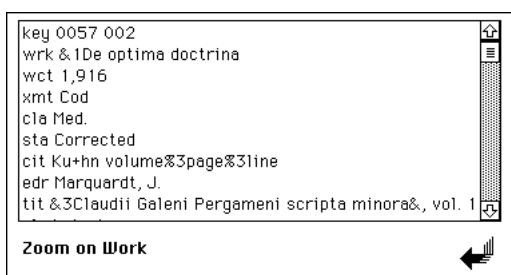 key 0057 002
wrk &1De optima doctrina
wct 1,916
xmt Cod
cla Med.
sta Corrected
cit Ku+hn volume%3page%3line
edr Marquardt, J.
tit &3Claudii Galeni Pergameni scripta minora&, vol. 1
Zoom on Work